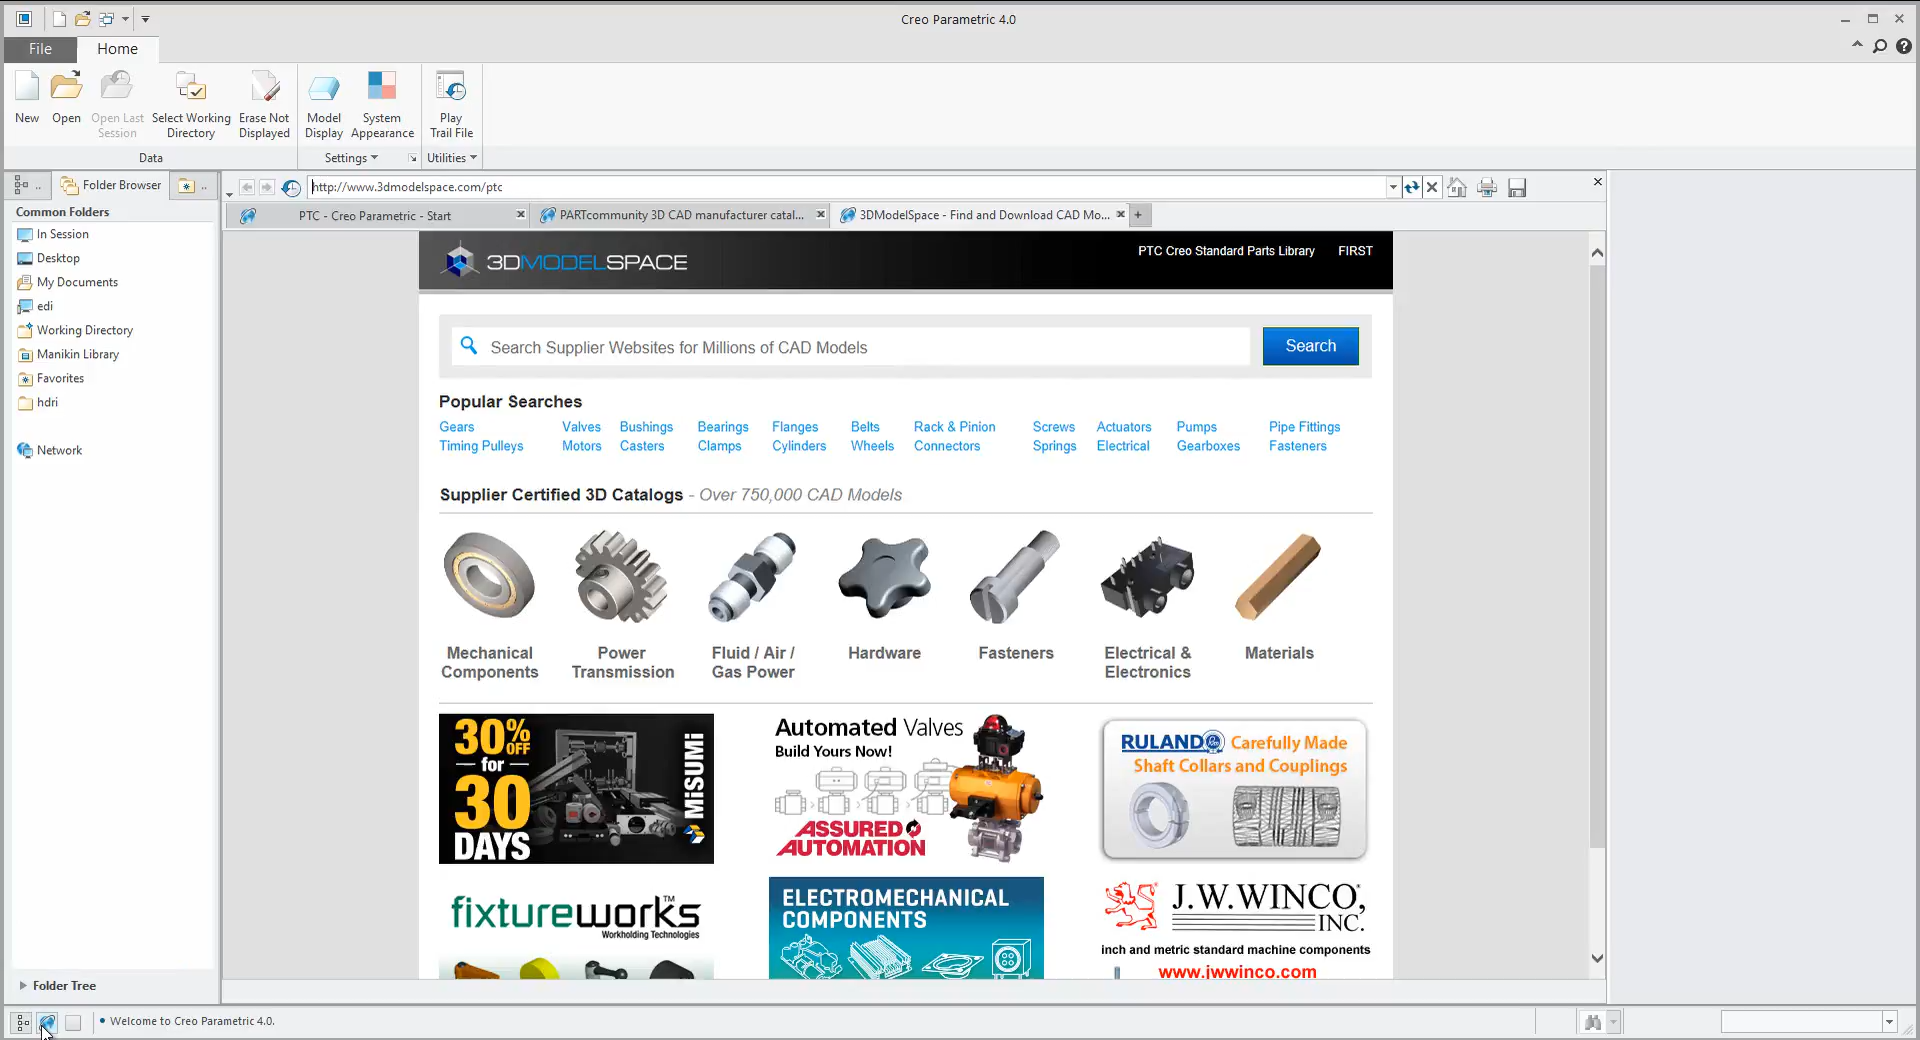 Creo Parametric 4.0
File
Home
New
Open
Open Last
Session
Select Working
Directory
Erase Not
Displayed
Model
Display
System
Appearance
Play
Trail File
Data
Settings
Utilities
..
Folder Browser
..
http://www.3dmodelspace.com/ptc
PTC - Creo Parametric - Start
PARTcommunity 3D CAD manufacturer catal...
3DModelSpace - Find and Download CAD Mo...
Common Folders
In Session
Desktop
My Documents
edi
Working Directory
Manikin Library
Favorites
hdri
Network
Folder Tree
3DMODELSPACE
PTC Creo Standard Parts Library
FIRST
Search Supplier Websites for Millions of CAD Models
Search
Popular Searches
Gears Valves Bushings Bearings Flanges Belts Rack & Pinion Screws Actuators Pumps Pipe Fittings
Timing Pulleys Motors Casters Clamps Cylinders Wheels Connectors Springs Electrical Gearboxes Fasteners
Supplier Certified 3D Catalogs - Over 750,000 CAD Models
Mechanical
Components
Power
Transmission
Fluid / Air /
Gas Power
Hardware
Fasteners
Electrical &
Electronics
Materials
30% OFF
for
30
DAYS
MiSUMi
Automated Valves
Build Yours Now!
ASSURED
AUTOMATION
RULAND Carefully Made
Shaft Collars and Couplings
fixtureworks™
Workholding Technologies
ELECTROMECHANICAL
COMPONENTS
J.W.WINCO,
INC.
inch and metric standard machine components
www.jwwinco.com
• Welcome to Creo Parametric 4.0.